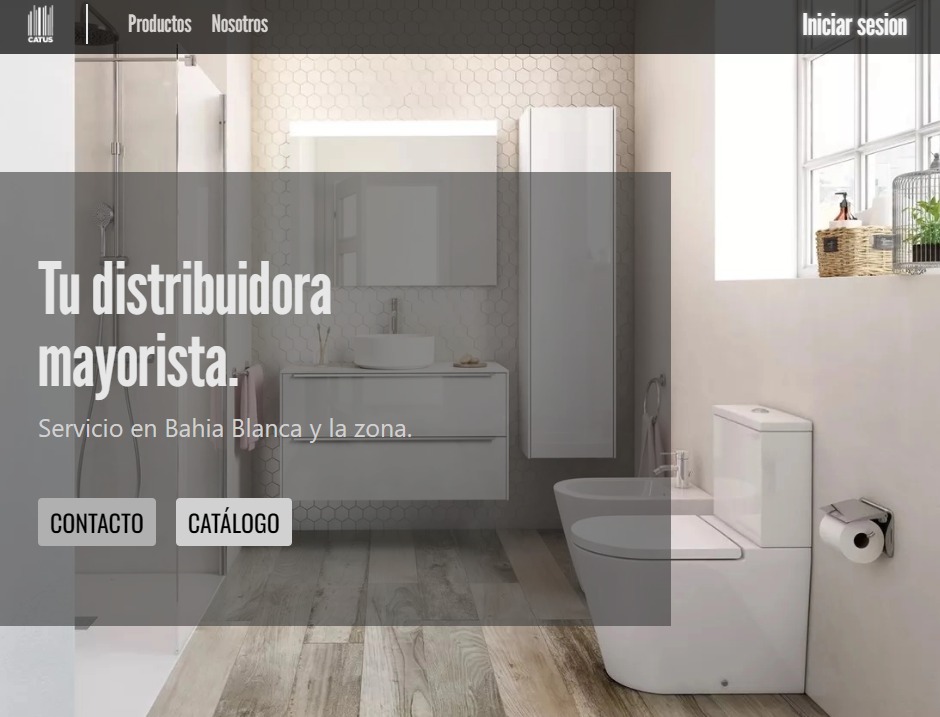 CATUS
Productos
Nosotros
Iniciar sesion
Tu distribuidora
mayorista.
Servicio en Bahia Blanca y la zona.
CONTACTO
CATÁLOGO